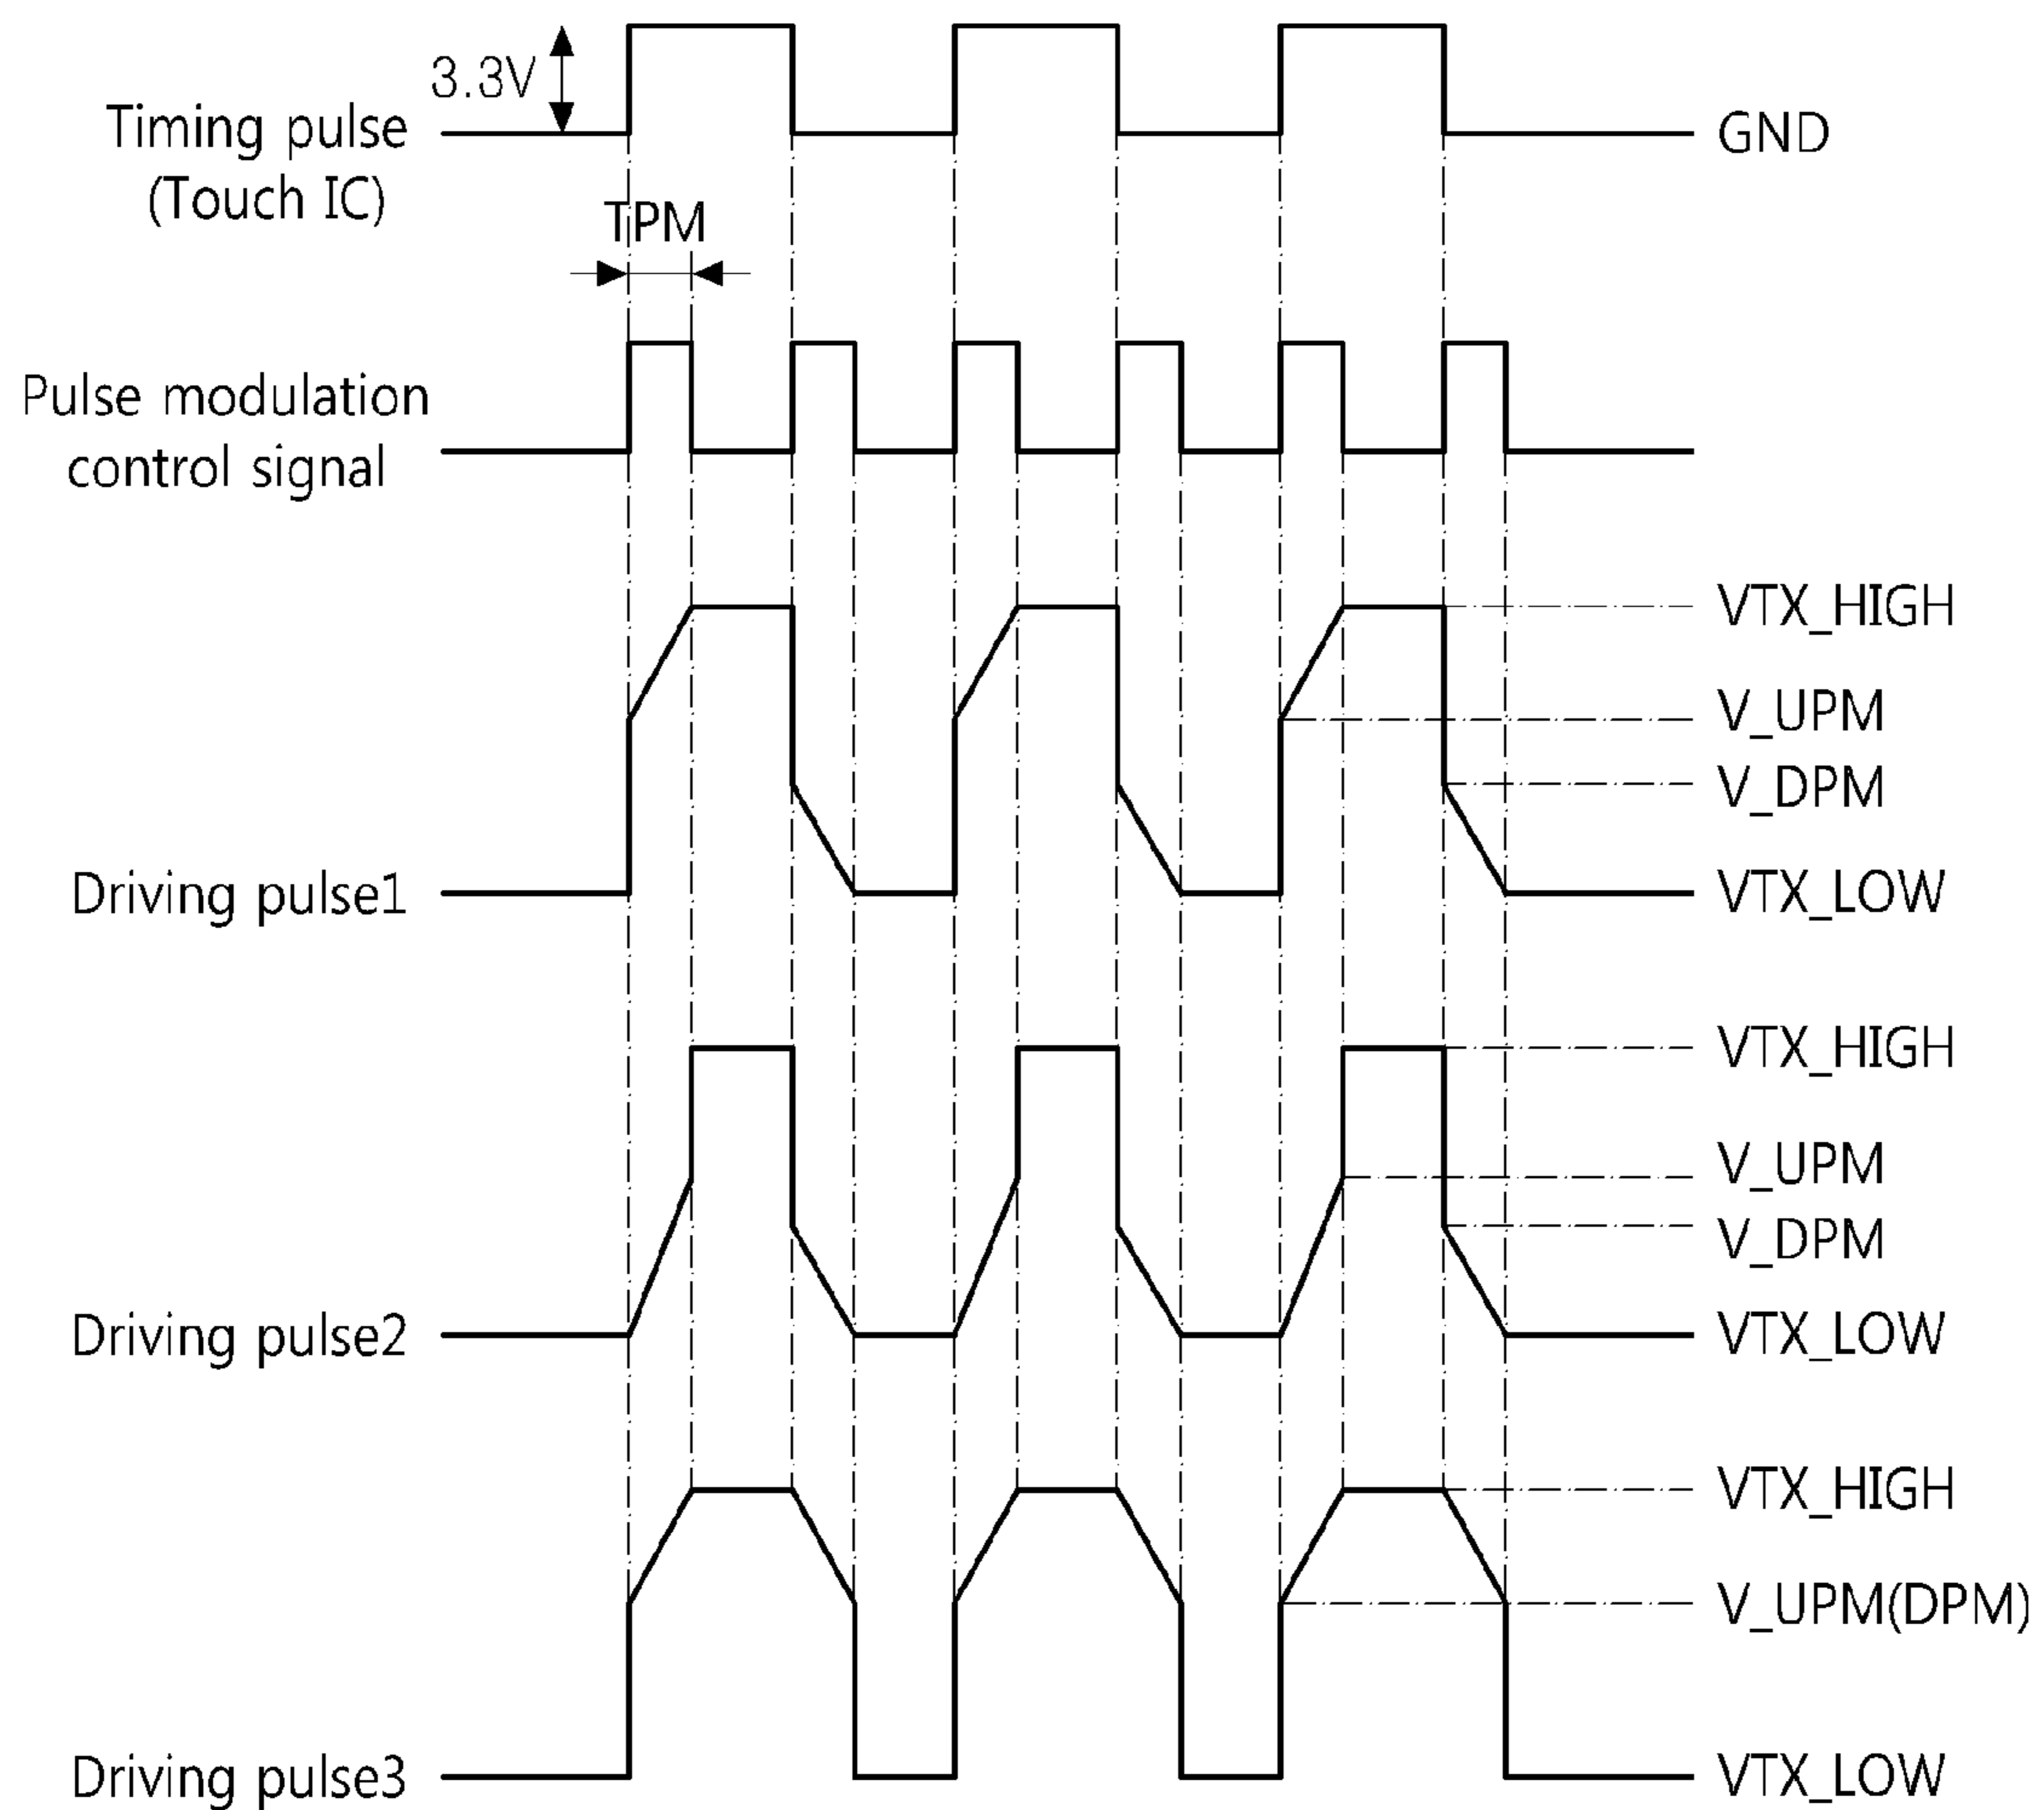 3.3V
Timing pulse
(Touch IC)
GND
TPM
Pulse modulation
control signal
VTX_HIGH
V_UPM
V_DPM
Driving pulse1
VTX_LOW
VTX_HIGH
V_UPM
V_DPM
Driving pulse2
VTX_LOW
VTX_HIGH
V_UPM(DPM)
Driving pulse3
VTX_LOW